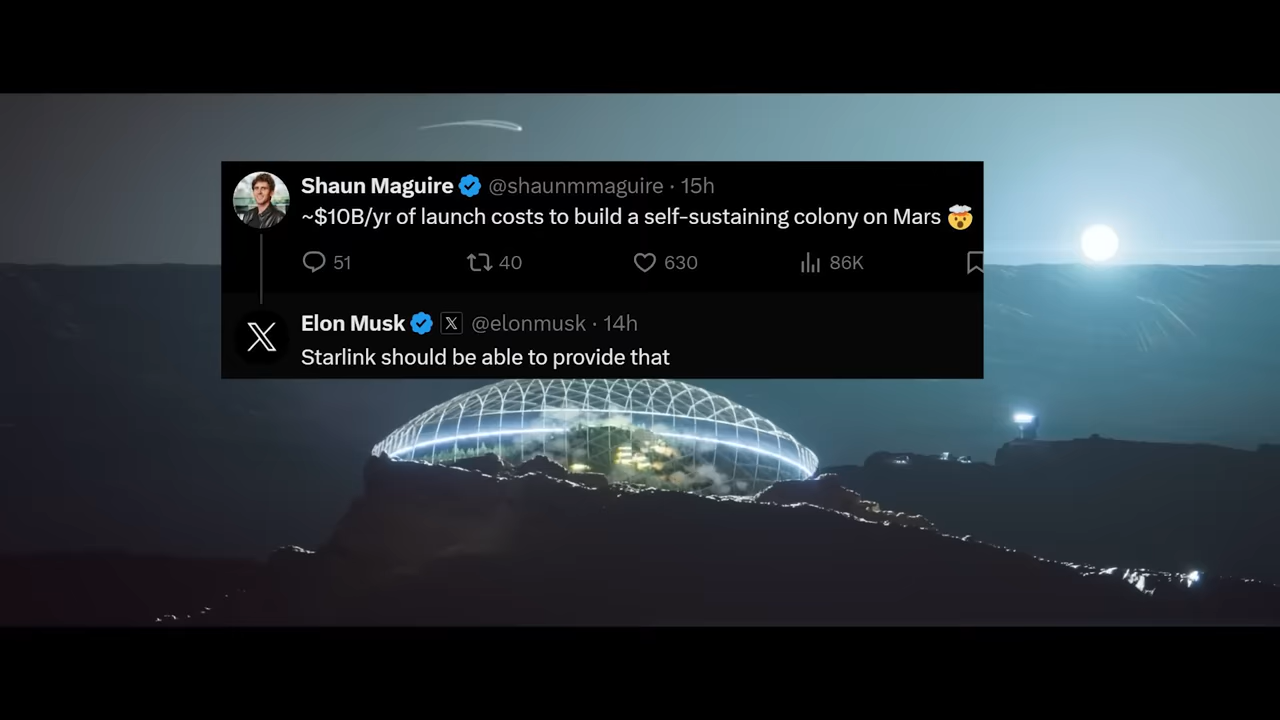 Shaun Maguire @shaunmmaguire · 15h
~$10B/yr of launch costs to build a self-sustaining colony on Mars 🤯
51 40 630 86K
Elon Musk @elonmusk · 14h
Starlink should be able to provide that